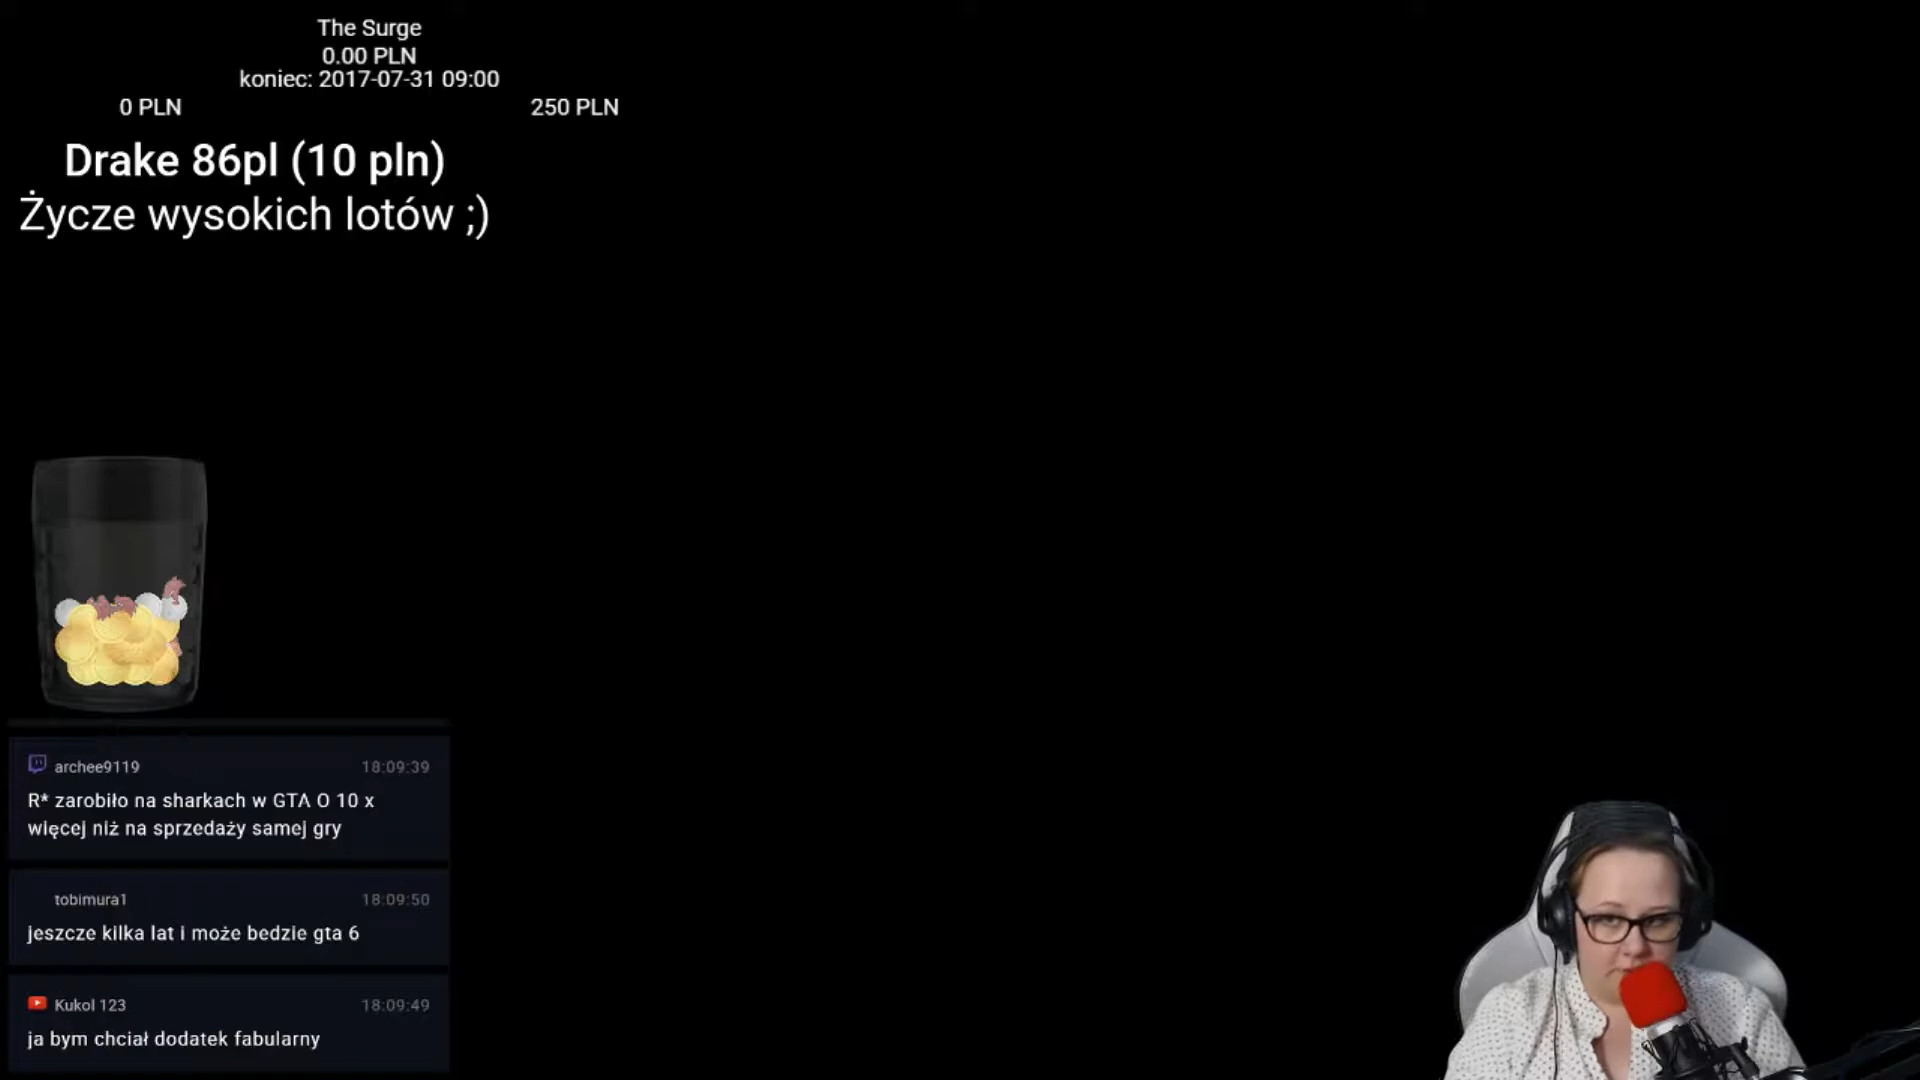 The Surge
0.00 PLN
koniec: 2017-07-31 09:00
0 PLN 250 PLN
Drake 86pl (10 pln)
Życze wysokich lotów ;)
archee9119 18:09:39
R* zarobiło na sharkach w GTA O 10 x
więcej niż na sprzedaży samej gry
tobimura1 18:09:50
jeszcze kilka lat i może bedzie gta 6
Kukol 123 18:09:49
ja bym chciał dodatek fabularny